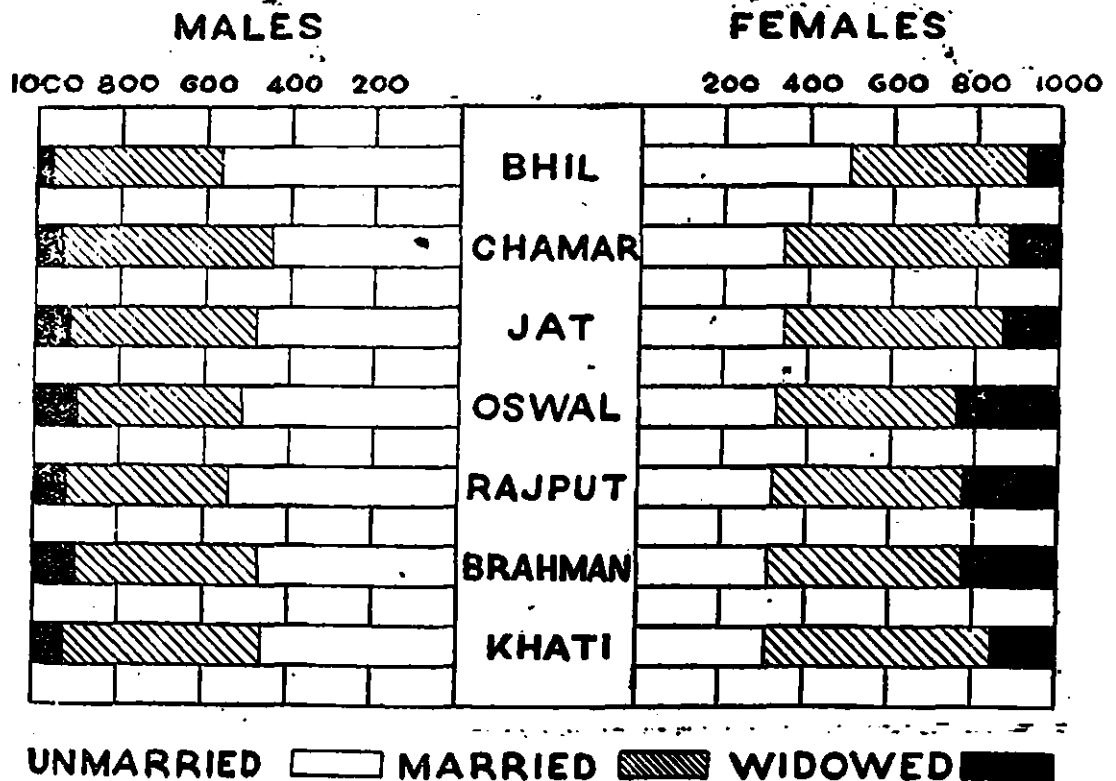 MALES FEMALES
1000 800 600 400 200 200 400 600 800 1000
BHIL
CHAMAR
JAT
OSWAL
RAJPUT
BRAHMAN
KHATI
UNMARRIED MARRIED WIDOWED